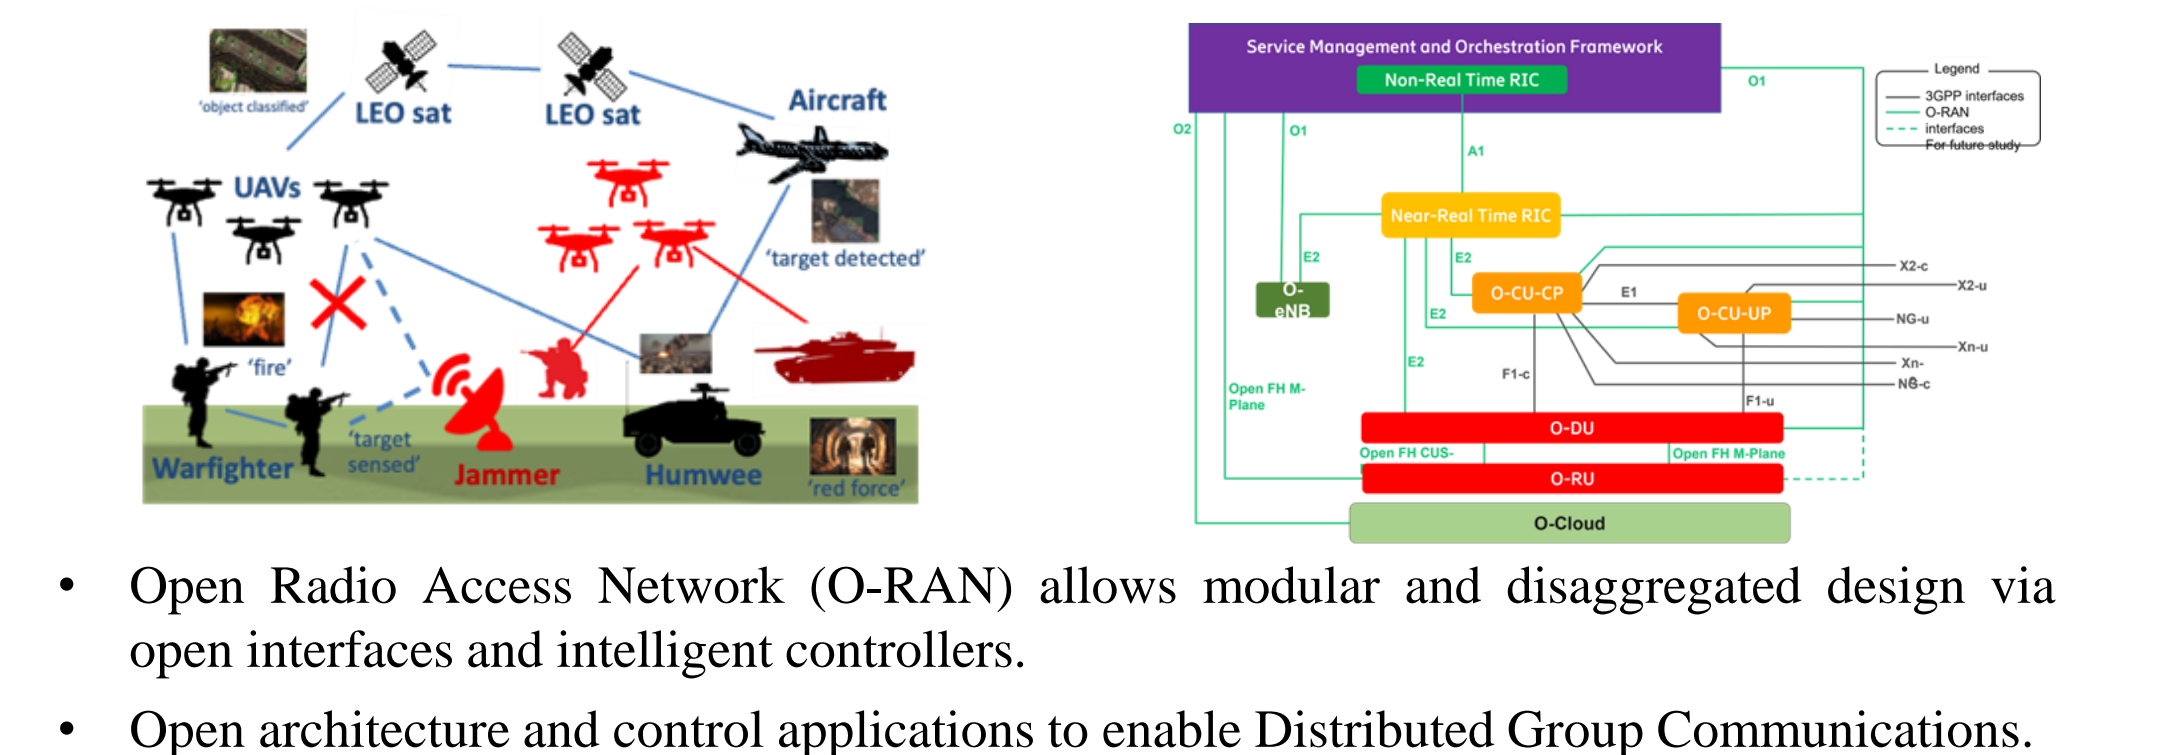 'object classified'
LEO sat
LEO sat
Aircraft
UAVs
'target detected'
'fire'
'target
sensed'
Warfighter
Jammer
Humwee
'red force'
Service Management and Orchestration Framework
Non-Real Time RIC
O1
Legend
3GPP interfaces
O-RAN
interfaces
For future study
O2
O1
A1
Near-Real Time RIC
E2
E2
X2-c
O-
eNB
O-CU-CP
E1
X2-u
E2
O-CU-UP
NG-u
Xn-u
E2
F1-c
Xn-
NG-c
Open FH M-
Plane
F1-u
O-DU
Open FH CUS-
Open FH M-Plane
O-RU
O-Cloud
• Open Radio Access Network (O-RAN) allows modular and disaggregated design via
open interfaces and intelligent controllers.
• Open architecture and control applications to enable Distributed Group Communications.